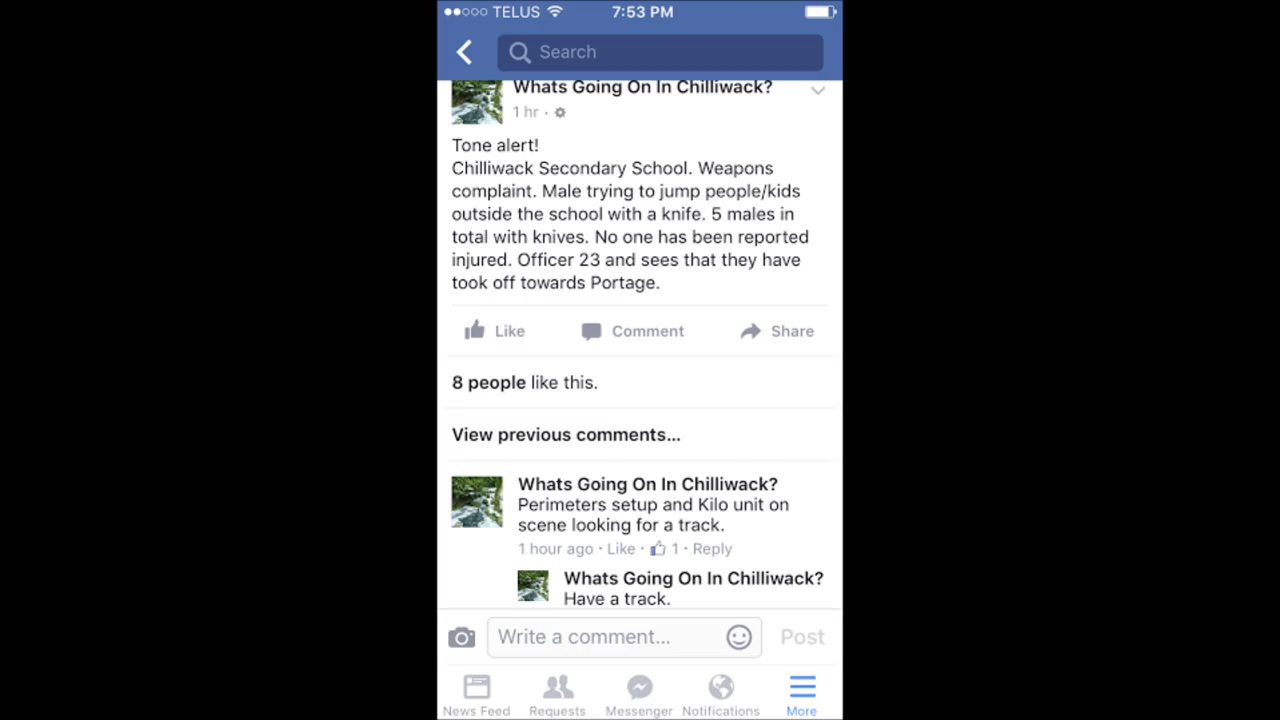 TELUS 7:53 PM
Search
Whats Going On In Chilliwack?
1 hr ·
Tone alert!
Chilliwack Secondary School. Weapons
complaint. Male trying to jump people/kids
outside the school with a knife. 5 males in
total with knives. No one has been reported
injured. Officer 23 and sees that they have
took off towards Portage.
Like Comment Share
8 people like this.
View previous comments...
Whats Going On In Chilliwack?
Perimeters setup and Kilo unit on
scene looking for a track.
1 hour ago · Like · 1 · Reply
Whats Going On In Chilliwack?
Have a track.
Write a comment... Post
News Feed Requests Messenger Notifications More